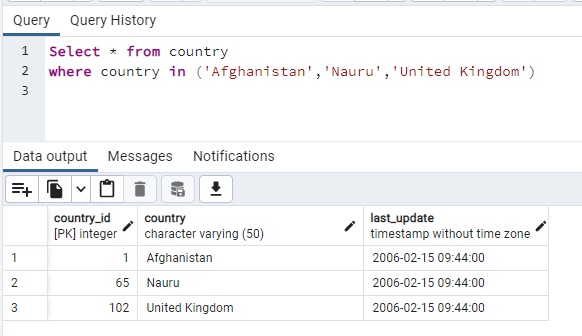 Query Query History
1 Select * from country
2 where country in ('Afghanistan','Nauru','United Kingdom')
3
Data output Messages Notifications
country_id country last_update
[PK] integer character varying (50) timestamp without time zone
1 1 Afghanistan 2006-02-15 09:44:00
2 65 Nauru 2006-02-15 09:44:00
3 102 United Kingdom 2006-02-15 09:44:00